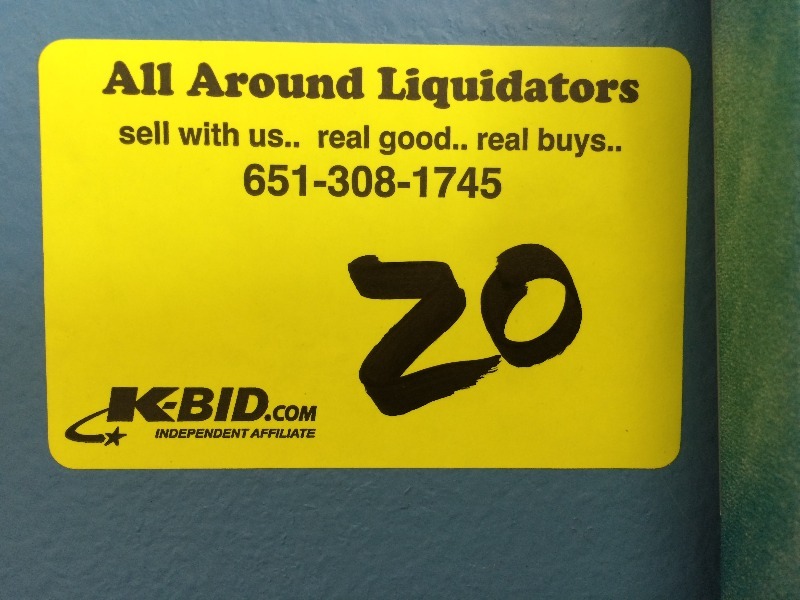 All Around Liquidators
sell with us.. real good.. real buys..
651-308-1745
20
K-BID.COM
INDEPENDENT AFFILIATE